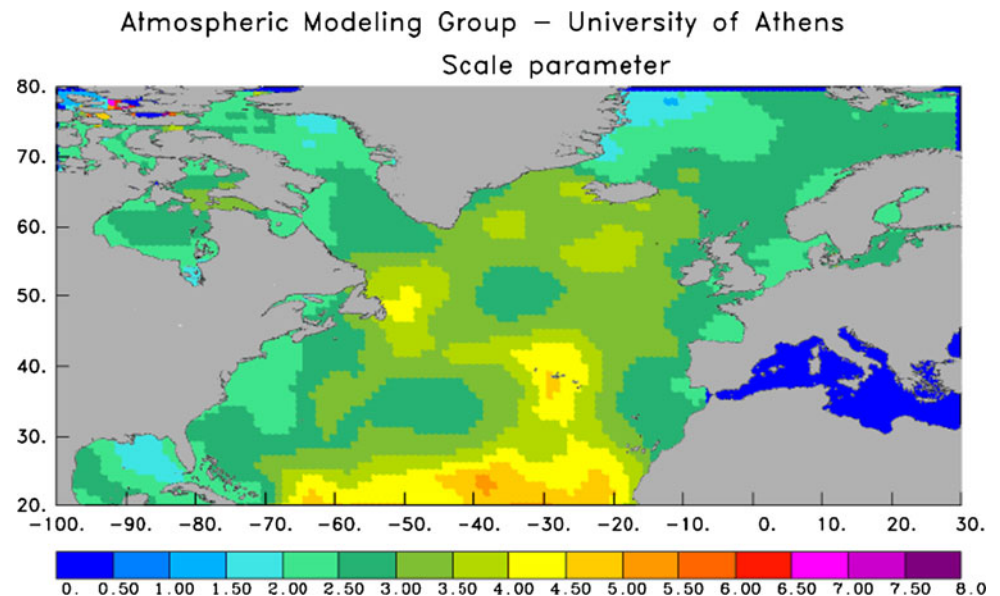 Atmospheric Modeling Group – University of Athens
Scale parameter
80.
70.
60.
50.
40.
30.
20.
-100. -90. -80. -70. -60. -50. -40. -30. -20. -10. 0. 10. 20. 30.
0. 0.50 1.00 1.50 2.00 2.50 3.00 3.50 4.00 4.50 5.00 5.50 6.00 6.50 7.00 7.50 8.0